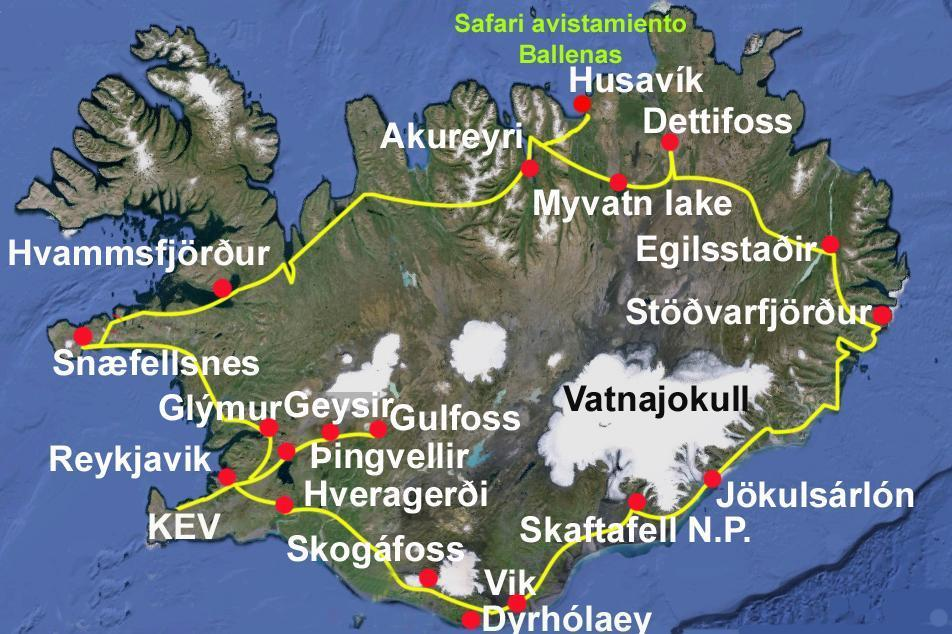 Safari avistamiento
Ballenas
Husavík
Dettifoss
Akureyri
Myvatn lake
Egilsstaðir
Hvammsfjörður
Stöðvarfjörður
Snæfellsnes
Vatnajokull
Glýmur
Geysir
Gulfoss
Reykjavik
Þingvellir
Hveragerði
Jökulsárlón
KEV
Skaftafell N.P.
Skogáfoss
Vik
Dyrhólaey